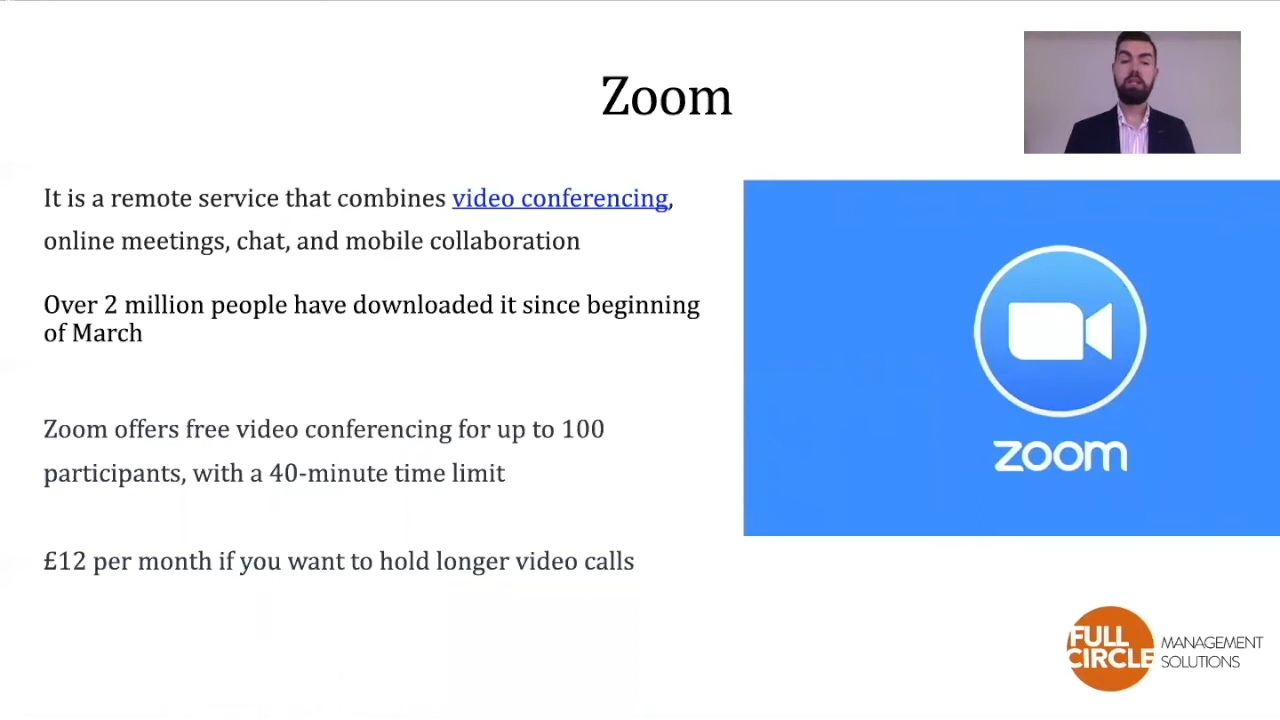 Zoom
It is a remote service that combines video conferencing,
online meetings, chat, and mobile collaboration
Over 2 million people have downloaded it since beginning
of March
Zoom offers free video conferencing for up to 100
participants, with a 40-minute time limit
£12 per month if you want to hold longer video calls
zoom
FULL
CIRCLE
MANAGEMENT
SOLUTIONS